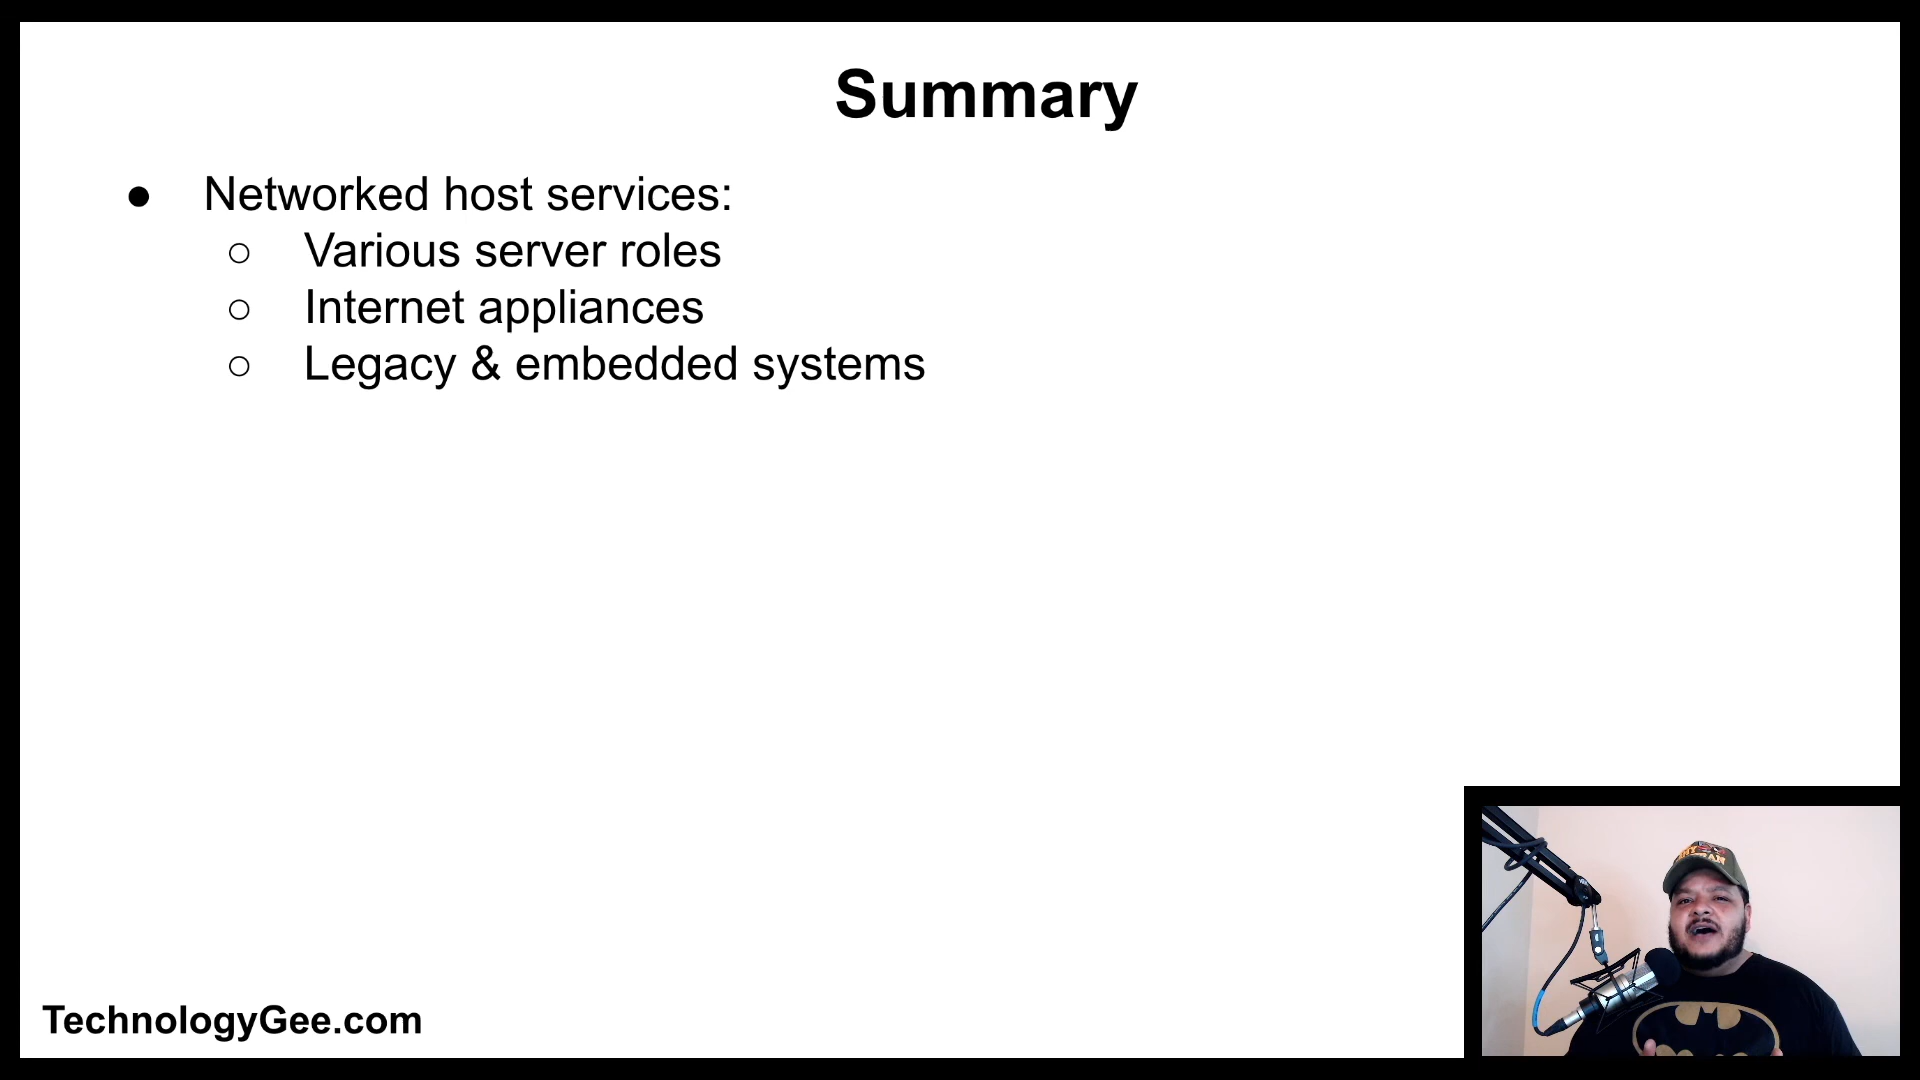 Summary
● Networked host services:
○ Various server roles
○ Internet appliances
○ Legacy & embedded systems
TechnologyGee.com